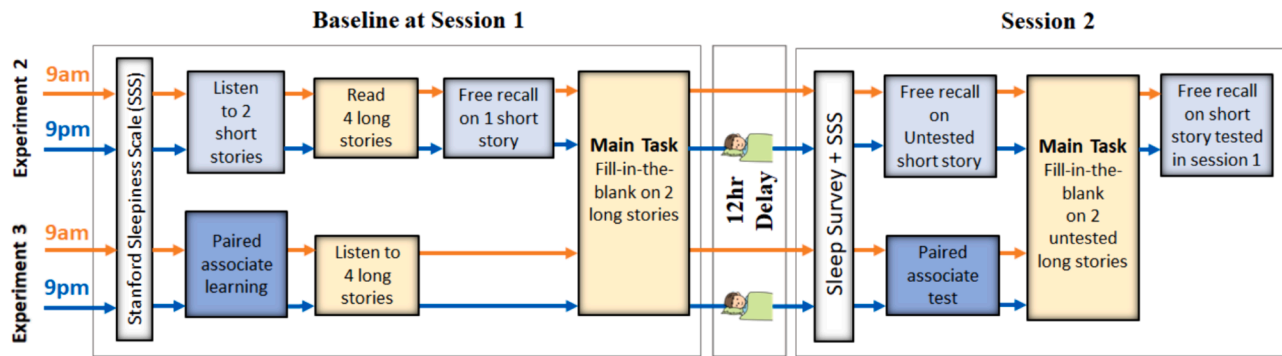 Baseline at Session 1
Session 2
Experiment 2
9am
9pm
Experiment 3
9am
9pm
Stanford Sleepiness Scale (SSS)
Listen
to 2
short
stories
Read
4 long
stories
Free recall
on 1 short
story
Paired
associate
learning
Listen to
4 long
stories
Main Task
Fill-in-the-
blank on 2
long stories
12hr
Delay
Sleep Survey + SSS
Free recall
on
Untested
short story
Paired
associate
test
Main Task
Fill-in-the-
blank
on 2
untested
long stories
Free recall
on short
story tested
in session 1